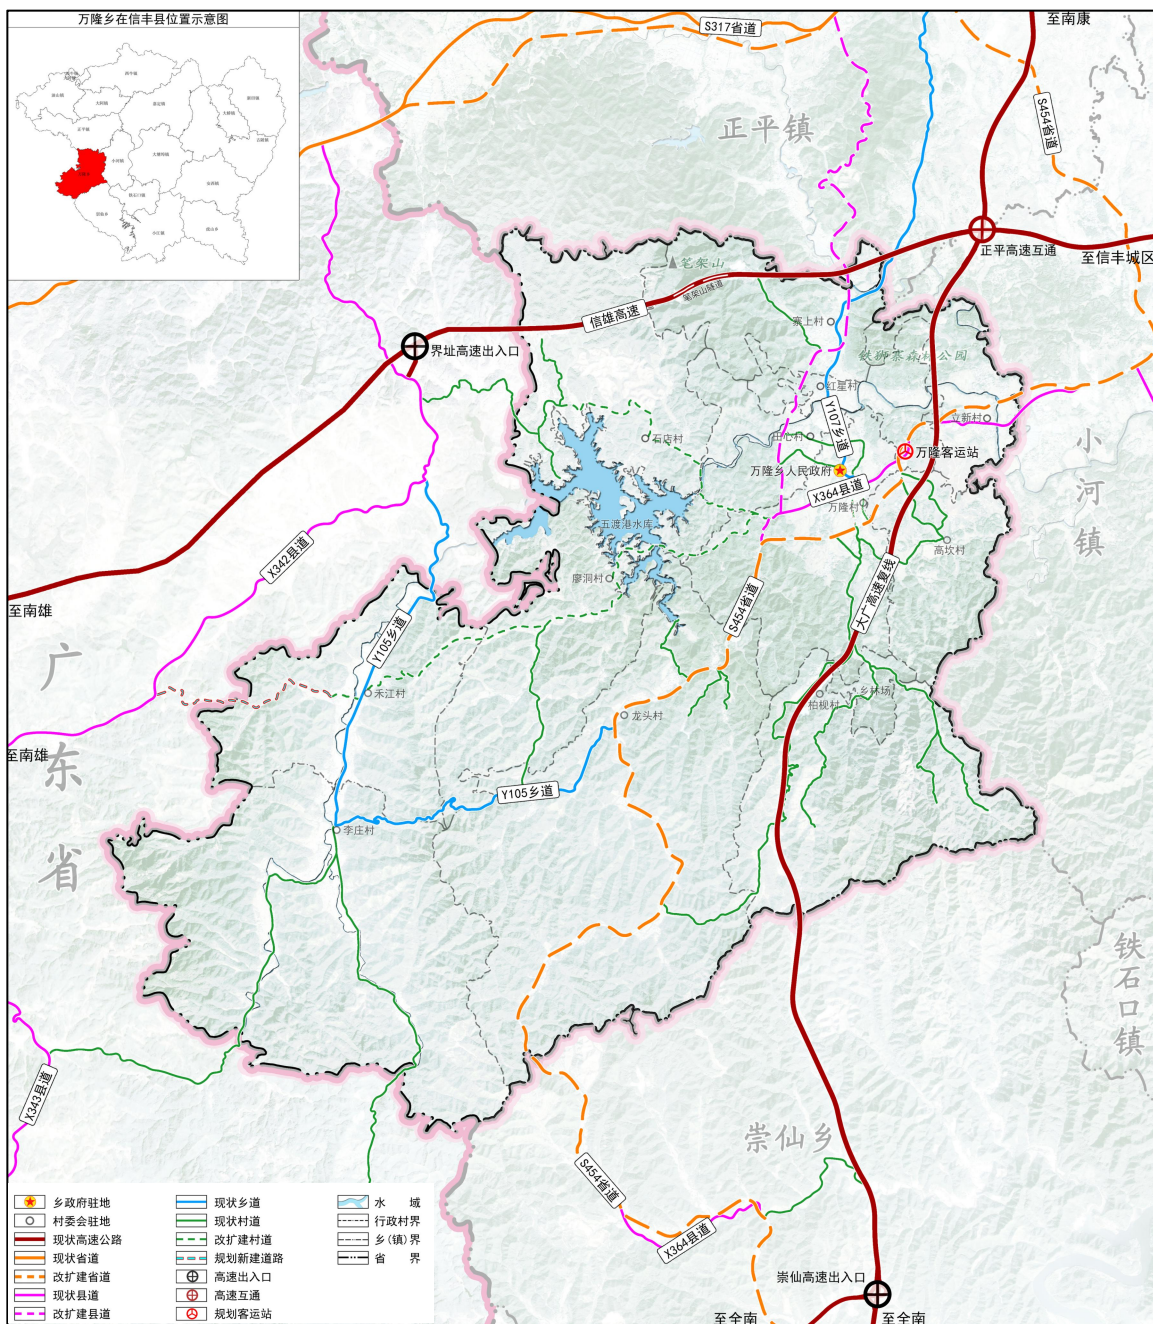 万隆乡在信丰县位置示意图
至南康
S317省道
S454省道
正平镇
正平高速互通
至信丰城区
笔架山
笔架山隧道
信雄高速
寨上村
界址高速出入口
铁狮寨森林公园
红星村
Y107乡道
立新村
石店村
庄心村
万隆客运站
小河镇
万隆乡人民政府
X364县道
万隆村
五渡港水库
高坎村
X342县道
廖洞村
S454省道
大广高速复线
至南雄
Y105乡道
广东省
禾江村
柏枧村
乡林场
龙头村
至南雄
Y105乡道
李庄村
铁石口镇
X343县道
崇仙乡
S454省道
X364县道
崇仙高速出入口
至全南
至全南
乡政府驻地
村委会驻地
现状高速公路
现状省道
改扩建省道
现状县道
改扩建县道
现状乡道
现状村道
改扩建村道
规划新建道路
高速出入口
高速互通
规划客运站
水 域
行政村界
乡(镇)界
省 界